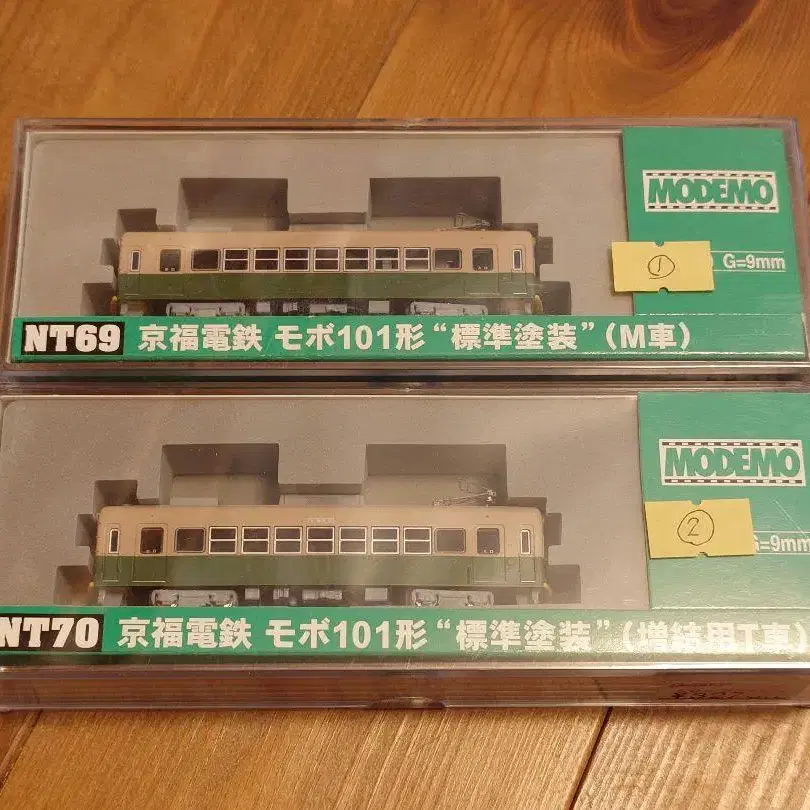 MODEMO
①
G=9mm
NT69 京福電鉄 モボ101形 “標準塗装” (M車)
MODEMO
②
G=9mm
NT70 京福電鉄 モボ101形 “標準塗装” (増結用T車)